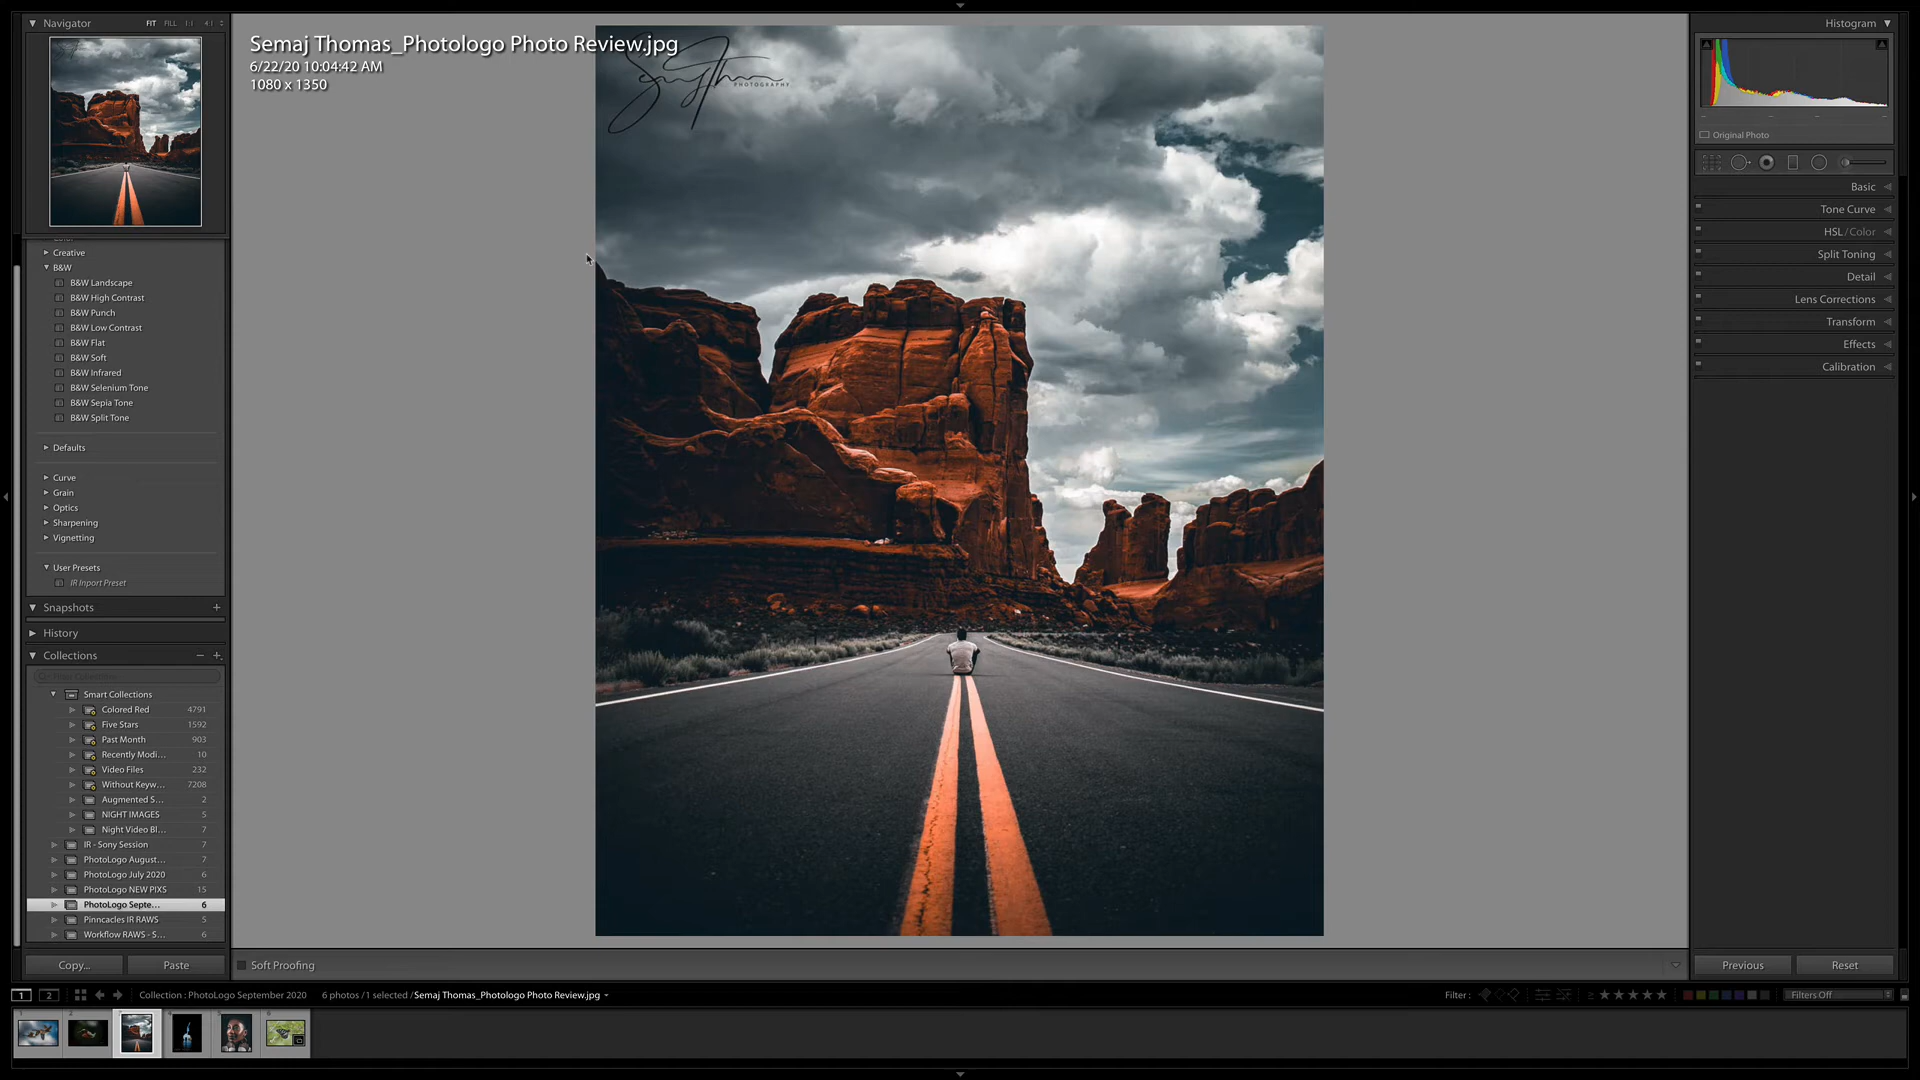 Navigator
FIT FILL 1:1 4:1
Semaj Thomas_Photologo Photo Review.jpg
6/22/20 10:04:42 AM
1080 x 1350
PHOTOGRAPHY
Histogram
Original Photo
Basic
Tone Curve
HSL / Color
Split Toning
Detail
Lens Corrections
Transform
Effects
Calibration
Creative
B&W
B&W Landscape
B&W High Contrast
B&W Punch
B&W Low Contrast
B&W Flat
B&W Soft
B&W Infrared
B&W Selenium Tone
B&W Sepia Tone
B&W Split Tone
Defaults
Curve
Grain
Optics
Sharpening
Vignetting
User Presets
IR Inport Preset
Snapshots
History
Collections
Smart Collections
Colored Red 4791
Five Stars 1592
Past Month 903
Recently Modi... 10
Video Files 232
Without Keyw... 7208
Augmented S... 2
NIGHT IMAGES 5
Night Video Bl... 7
IR - Sony Session 7
PhotoLogo August... 7
PhotoLogo July 2020 6
PhotoLogo NEW PIXS 15
PhotoLogo Septe... 6
Pinncacles IR RAWS 5
Workflow RAWS - S... 6
Copy... Paste
Soft Proofing
Previous Reset
1 2 Collection : PhotoLogo September 2020 6 photos / 1 selected / Semaj Thomas_Photologo Photo Review.jpg
Filter : Filters Off